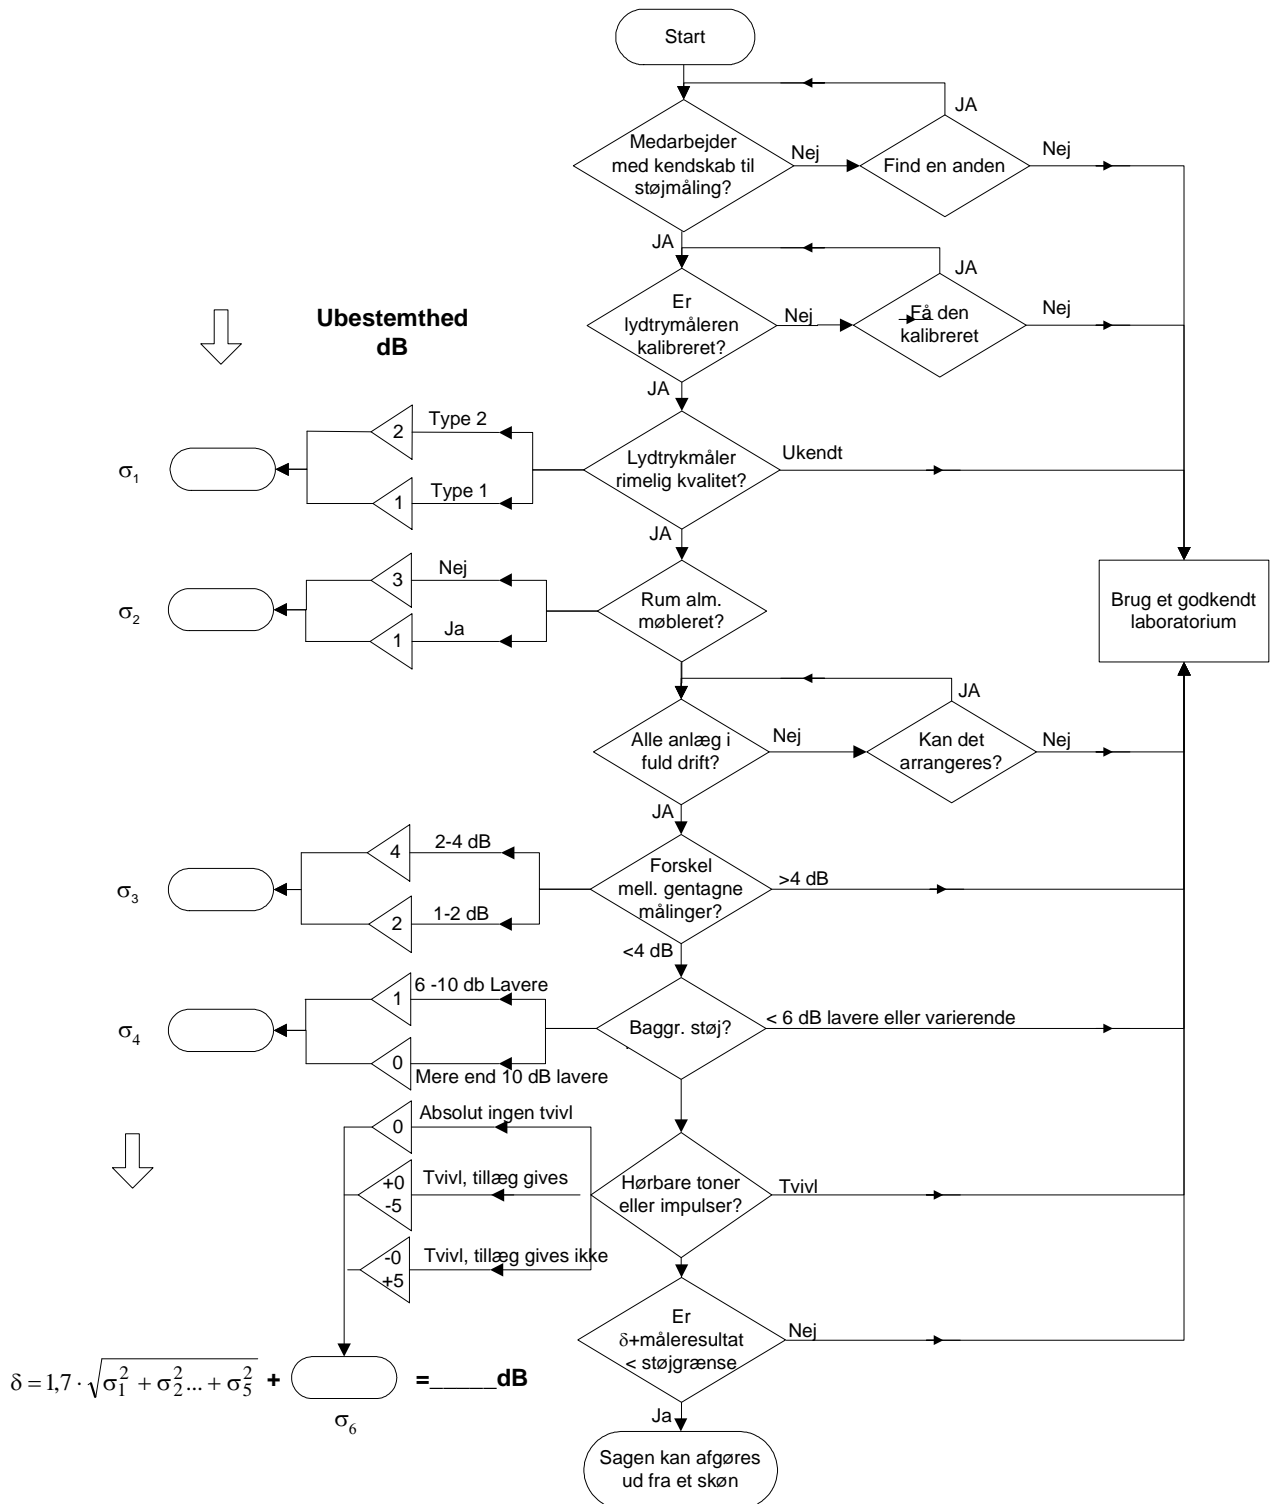 Start
JA
Medarbejder
med kendskab til
støjmåling?
Nej
Find en anden
Nej
JA
JA
Er
lydtrymåleren
kalibreret?
Nej
Få den
kalibreret
Nej
Ubestemthed
dB
JA
σ1
2
Type 2
1
Type 1
Lydtrykmåler
rimelig kvalitet?
Ukendt
JA
σ2
3
Nej
1
Ja
Rum alm.
møbleret?
Brug et godkendt
laboratorium
JA
Alle anlæg i
fuld drift?
Nej
Kan det
arrangeres?
Nej
JA
σ3
4
2-4 dB
2
1-2 dB
Forskel
mell. gentagne
målinger?
>4 dB
<4 dB
σ4
1
6 -10 db Lavere
0
Mere end 10 dB lavere
Baggr. støj?
< 6 dB lavere eller varierende
0
Absolut ingen tvivl
+0
-5
Tvivl, tillæg gives
-0
+5
Tvivl, tillæg gives ikke
Hørbare toner
eller impulser?
Tvivl
Er
δ+måleresultat
< støjgrænse
Nej
δ = 1,7 · √σ1² + σ2² ... + σ5² + =_____dB
σ6
Ja
Sagen kan afgøres
ud fra et skøn